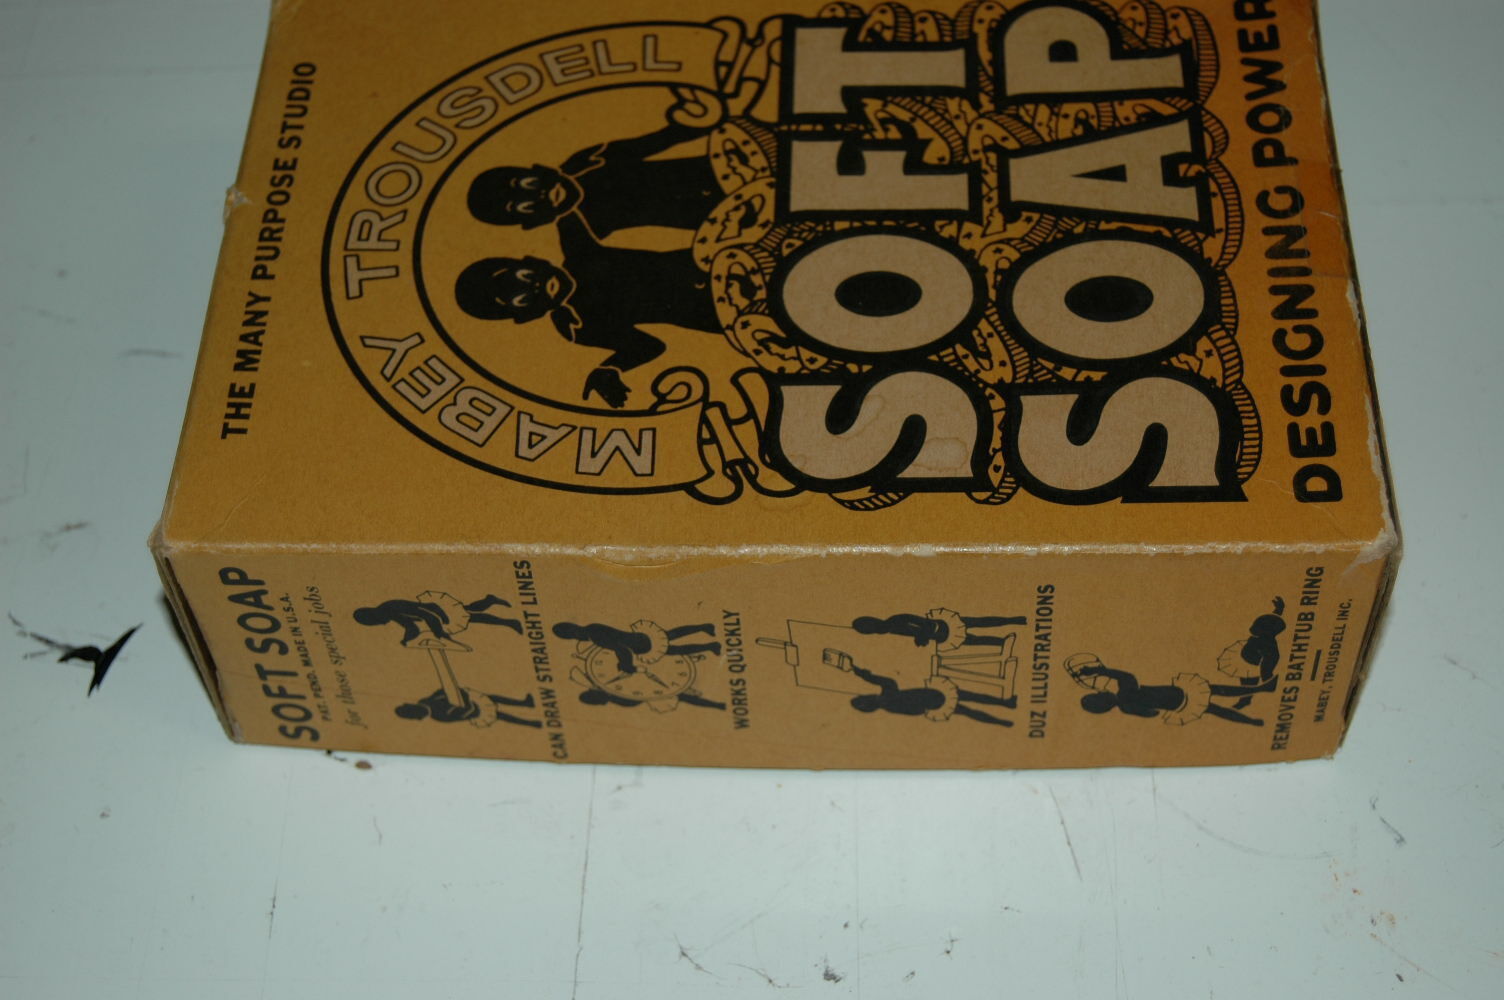 THE MANY PURPOSE STUDIO
MABEY TROUSDELL
SOFT
SOAP
DESIGNING POWER
SOFT SOAP
PAT. PEND. MADE IN U.S.A.
for those special jobs
CAN DRAW STRAIGHT LINES
WORKS QUICKLY
DUZ ILLUSTRATIONS
REMOVES BATHTUB RING
MABEY, TROUSDELL INC.